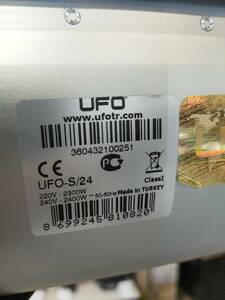 UFO
www.ufotr.com
360432100251
CE
UFO-S/24
220V - 2300W
240V - 2400W ~ 50-60Hz Made in TURKEY
Class I
8 699245 810820